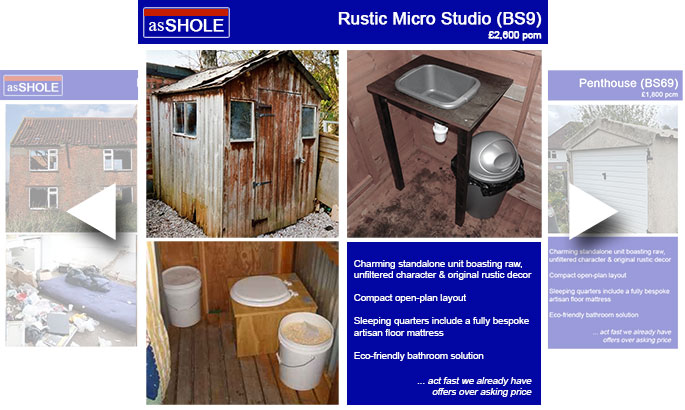 asSHOLE
Rustic Micro Studio (BS9)
£2,600 pcm
Charming standalone unit boasting raw,
unfiltered character & original rustic decor
Compact open-plan layout
Sleeping quarters include a fully bespoke
artisan floor mattress
Eco-friendly bathroom solution
... act fast we already have
offers over asking price
asSHOLE
Penthouse (BS69)
£1,800 pcm
Charming standalone unit boasting raw,
unfiltered character & original rustic decor
Compact open-plan layout
Sleeping quarters include a fully bespoke
artisan floor mattress
Eco-friendly bathroom solution
... act fast we already have
offers over asking price